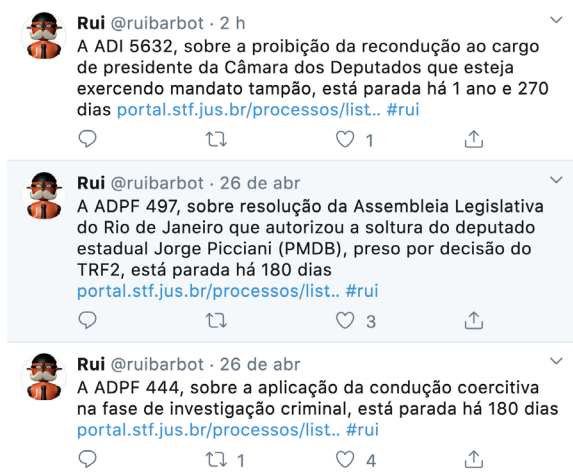 Rui @ruibarbot · 2 h
A ADI 5632, sobre a proibição da recondução ao cargo
de presidente da Câmara dos Deputados que esteja
exercendo mandato tampão, está parada há 1 ano e 270
dias portal.stf.jus.br/processos/list.. #rui
1
Rui @ruibarbot · 26 de abr
A ADPF 497, sobre resolução da Assembleia Legislativa
do Rio de Janeiro que autorizou a soltura do deputado
estadual Jorge Picciani (PMDB), preso por decisão do
TRF2, está parada há 180 dias
portal.stf.jus.br/processos/list.. #rui
3
Rui @ruibarbot · 26 de abr
A ADPF 444, sobre a aplicação da condução coercitiva
na fase de investigação criminal, está parada há 180 dias
portal.stf.jus.br/processos/list.. #rui
1 4